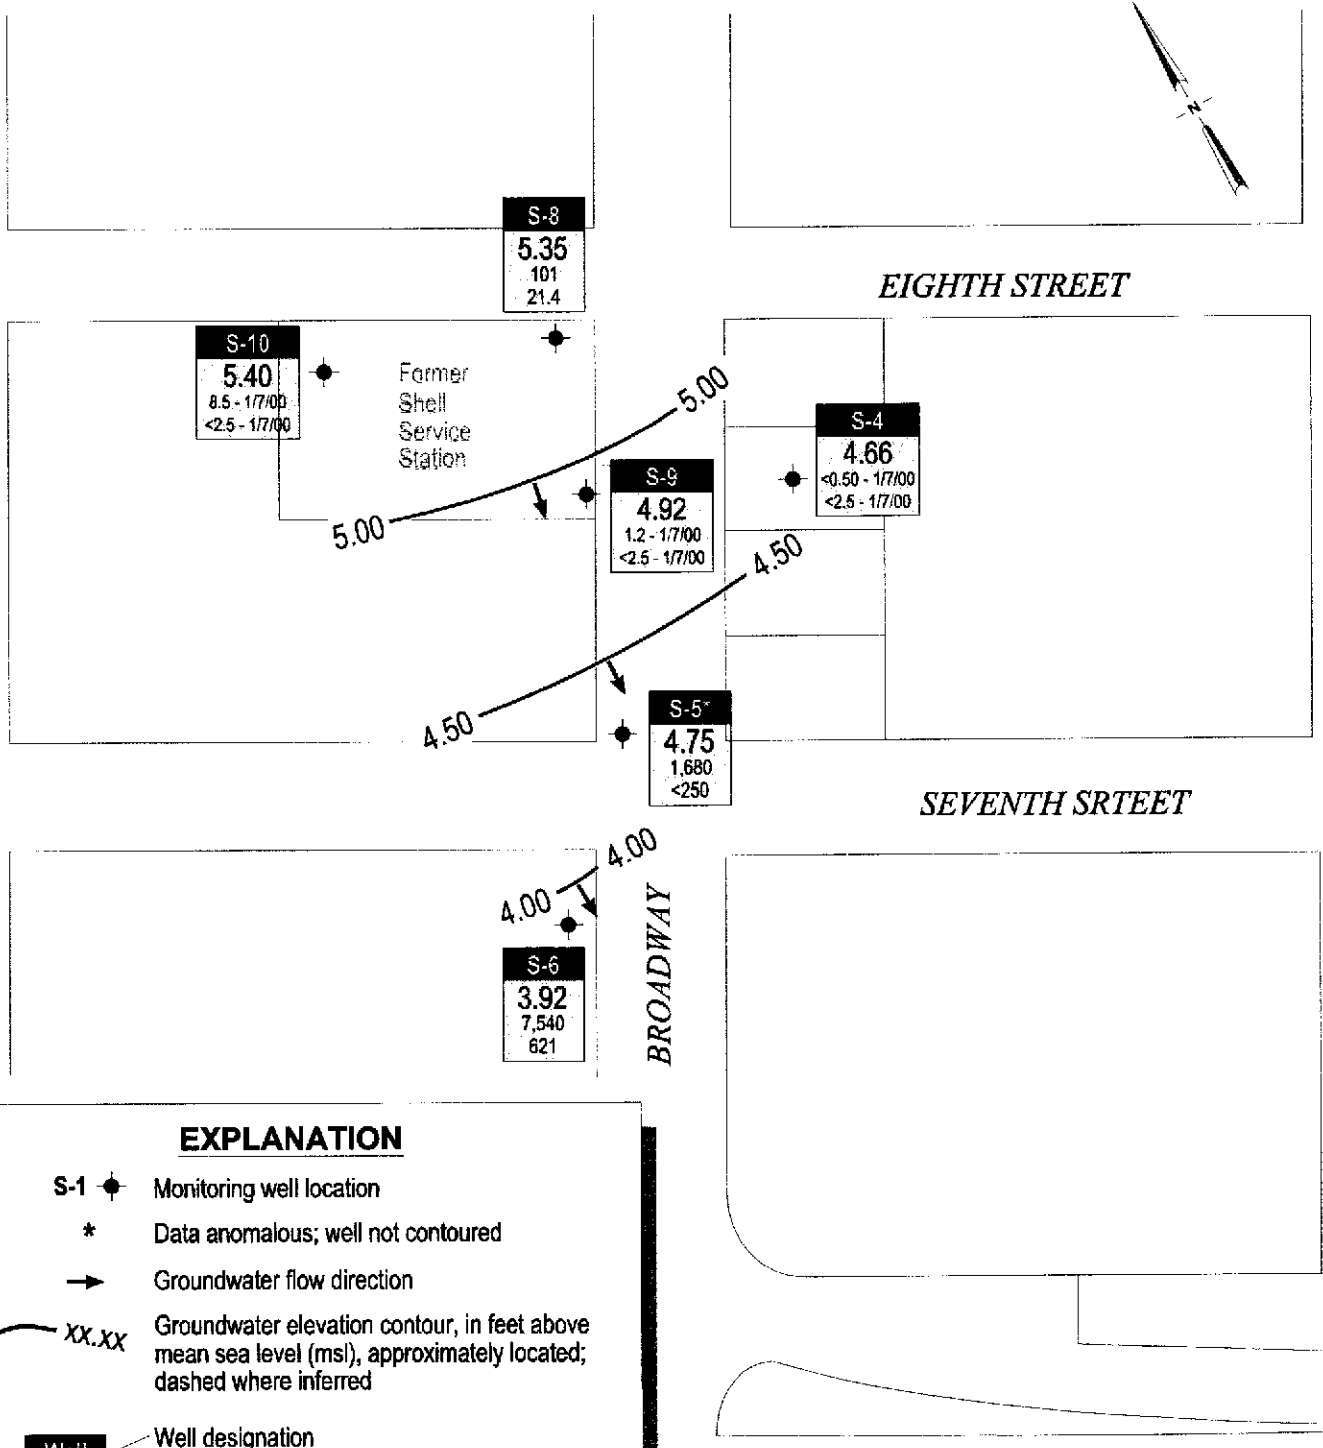 N
S-8
5.35
101
21.4
EIGHTH STREET
S-10
5.40
8.5 - 1/7/00
<2.5 - 1/7/00
Former
Shell
Service
Station
5.00
5.00
S-4
4.66
<0.50 - 1/7/00
<2.5 - 1/7/00
S-9
4.92
1.2 - 1/7/00
<2.5 - 1/7/00
4.50
4.50
S-5*
4.75
1,680
<250
SEVENTH SRTEET
4.00
4.00
BROADWAY
S-6
3.92
7,540
621
EXPLANATION
S-1 Monitoring well location
* Data anomalous; well not contoured
Groundwater flow direction
XX.XX Groundwater elevation contour, in feet above
mean sea level (msl), approximately located;
dashed where inferred
Well designation